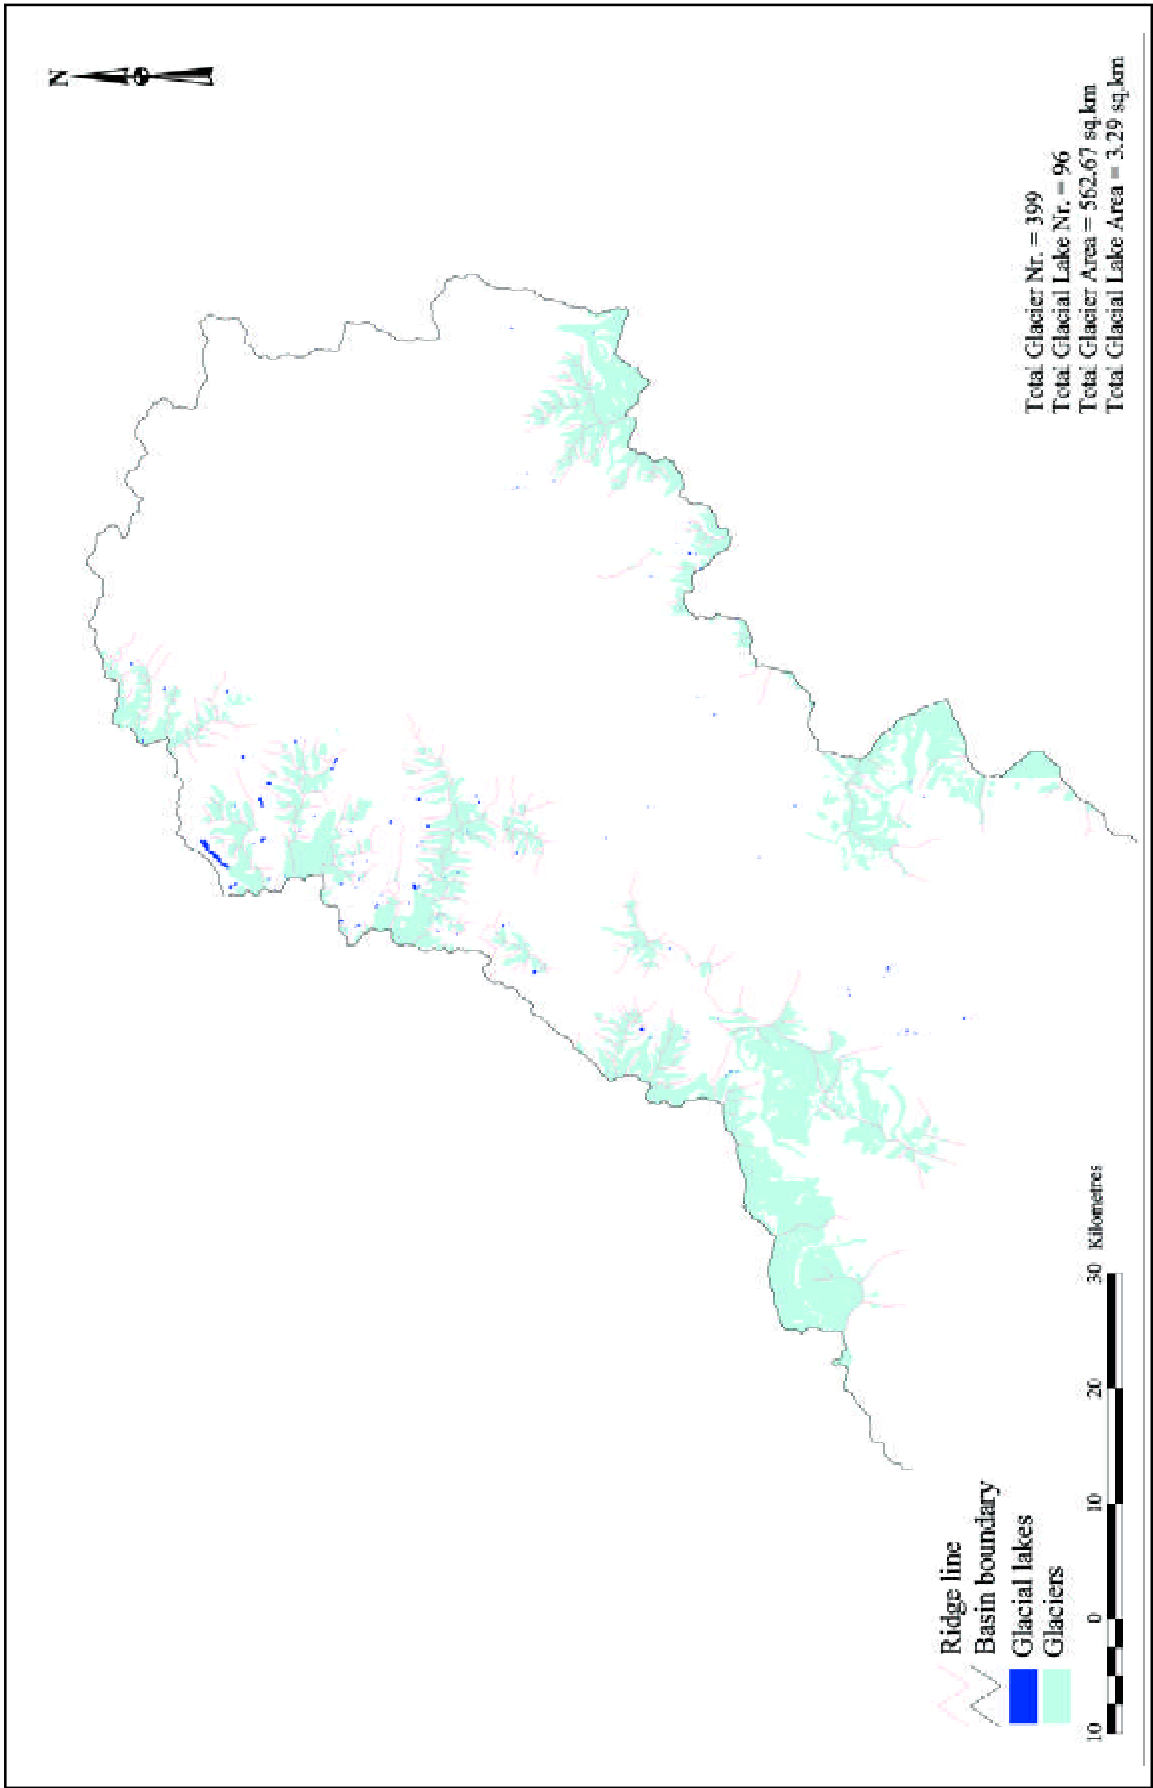 N
Total Glacier Nr. = 399
Total Glacial Lake Nr. = 96
Total Glacier Area = 562.67 sq.km
Total Glacial Lake Area = 3.29 sq.km
Ridge line
Basin boundary
Glacial lakes
Glaciers
10 0 10 20 30 Kilometres